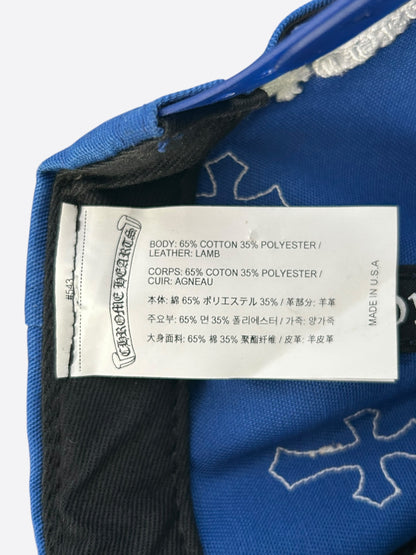 BODY: 65% COTTON 35% POLYESTER /
LEATHER: LAMB
CORPS: 65% COTON 35% POLYESTER /
CUIR: AGNEAU
本体: 綿 65% ポリエステル 35% / 革部分: 羊革
주요부: 65% 면 35% 폴리에스터 / 가죽: 양가죽
大身面料: 65% 棉 35% 聚酯纤维 / 皮革: 羊皮革
CHROME HEARTS
#543
MADE IN U.S.A